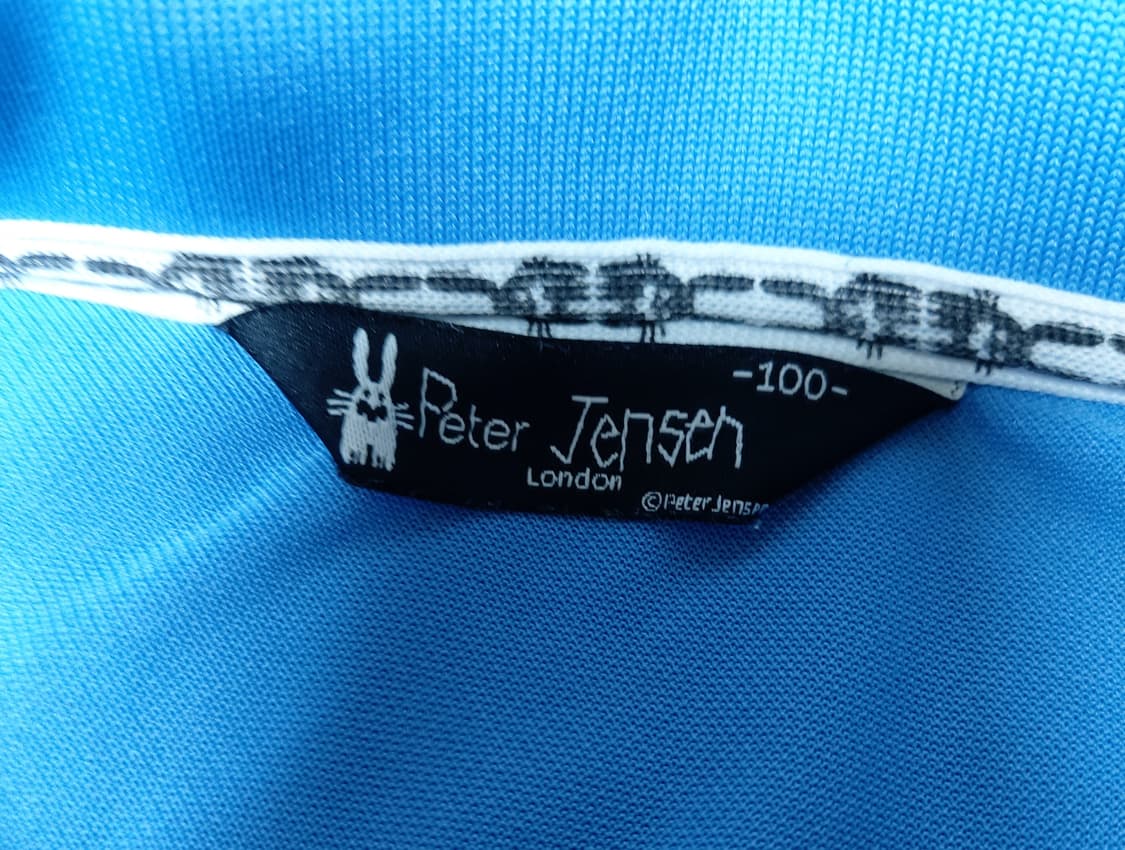 -100-
Peter Jensen
London
©Peter Jensen